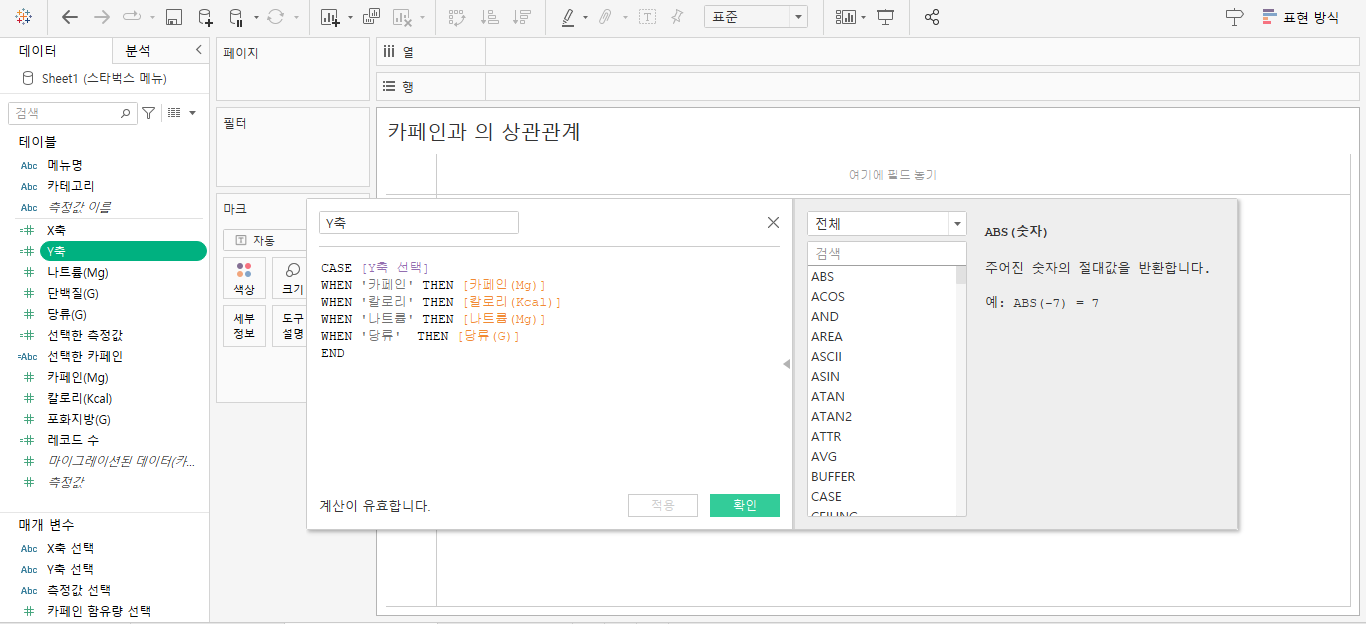 표준
표현 방식
데이터
분석
Sheet1 (스타벅스 메뉴)
검색
테이블
Abc 메뉴명
Abc 카테고리
Abc 측정값 이름
=# X축
=# Y축
# 나트륨(Mg)
# 단백질(G)
# 당류(G)
=# 선택한 측정값
=Abc 선택한 카페인
# 카페인(Mg)
# 칼로리(Kcal)
# 포화지방(G)
=# 레코드 수
# 마이그레이션된 데이터(카...
# 측정값
매개 변수
Abc X축 선택
Abc Y축 선택
Abc 측정값 선택
# 카페인 함유량 선택
페이지
필터
마크
T 자동
색상
크기
세부
정보
도구
설명
열
행
카페인과 의 상관관계
여기에 필드 놓기
Y축
CASE [Y축 선택]
WHEN '카페인' THEN [카페인(Mg)]
WHEN '칼로리' THEN [칼로리(Kcal)]
WHEN '나트륨' THEN [나트륨(Mg)]
WHEN '당류'  THEN [당류(G)]
END
계산이 유효합니다.
적용
확인
전체
검색
ABS
ACOS
AND
AREA
ASCII
ASIN
ATAN
ATAN2
ATTR
AVG
BUFFER
CASE
CEILING
ABS(숫자)
주어진 숫자의 절대값을 반환합니다.
예: ABS(-7) = 7